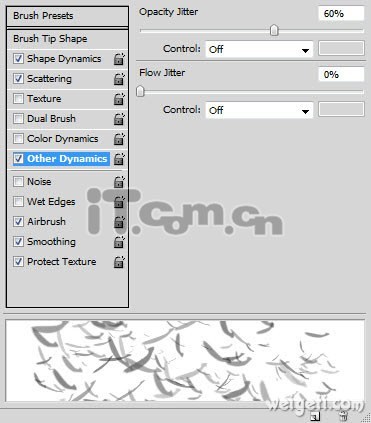 Brush Presets
Brush Tip Shape
Shape Dynamics
Scattering
Texture
Dual Brush
Color Dynamics
Other Dynamics
Noise
Wet Edges
Airbrush
Smoothing
Protect Texture
Opacity Jitter 60%
Control: Off
Flow Jitter 0%
Control: Off
iT.com.cn
weigeti.com